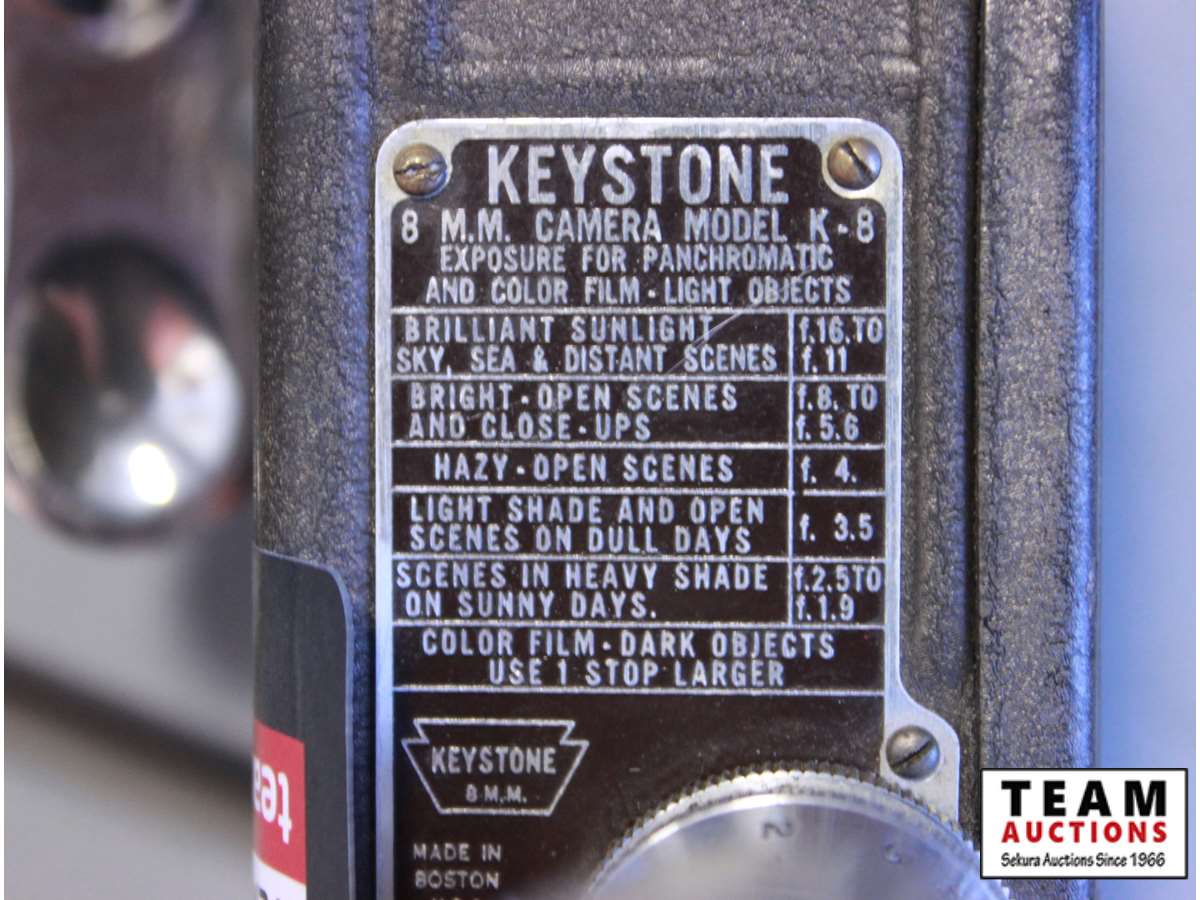 KEYSTONE
8 M.M. CAMERA MODEL K-8
EXPOSURE FOR PANCHROMATIC
AND COLOR FILM - LIGHT OBJECTS
BRILLIANT SUNLIGHT f.16.TO
SKY, SEA & DISTANT SCENES f.11
BRIGHT - OPEN SCENES f.8. TO
AND CLOSE - UPS f. 5.6
HAZY - OPEN SCENES f. 4.
LIGHT SHADE AND OPEN
SCENES ON DULL DAYS f. 3.5
SCENES IN HEAVY SHADE f.2.5 TO
ON SUNNY DAYS. f.1.9
COLOR FILM - DARK OBJECTS
USE 1 STOP LARGER
KEYSTONE
8 M.M.
MADE IN
BOSTON
2
3
tea
TEAM
AUCTIONS
Sekura Auctions Since 1966